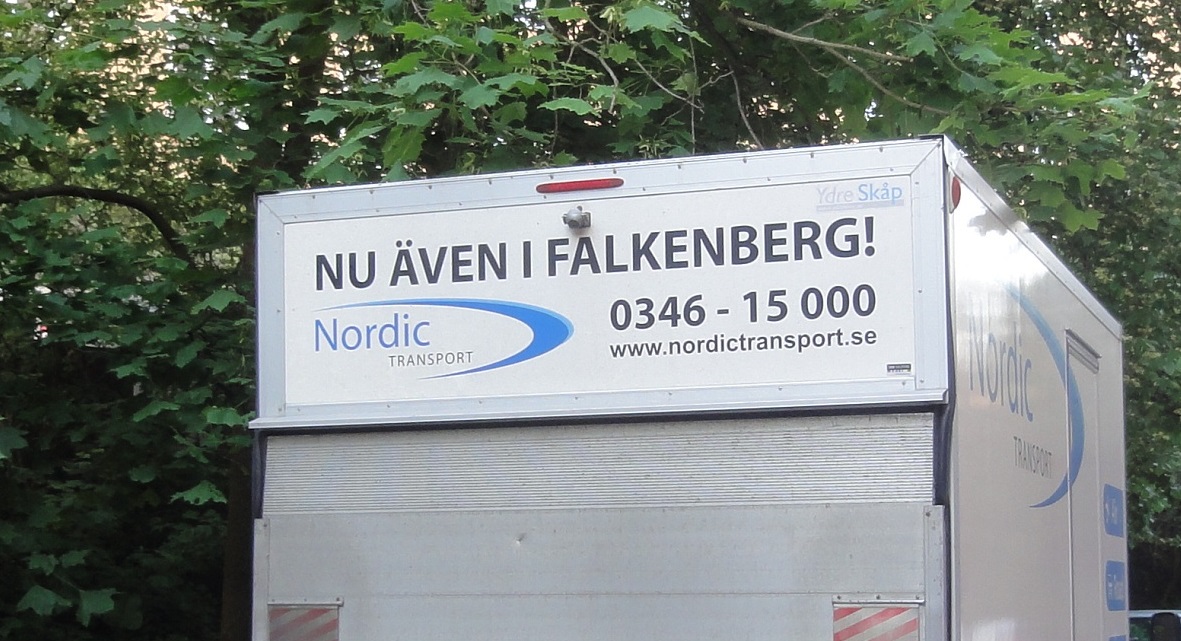 Ydre Skåp
NU ÄVEN I FALKENBERG!
Nordic
TRANSPORT
0346 - 15 000
www.nordictransport.se
Nordic
TRANSPORT